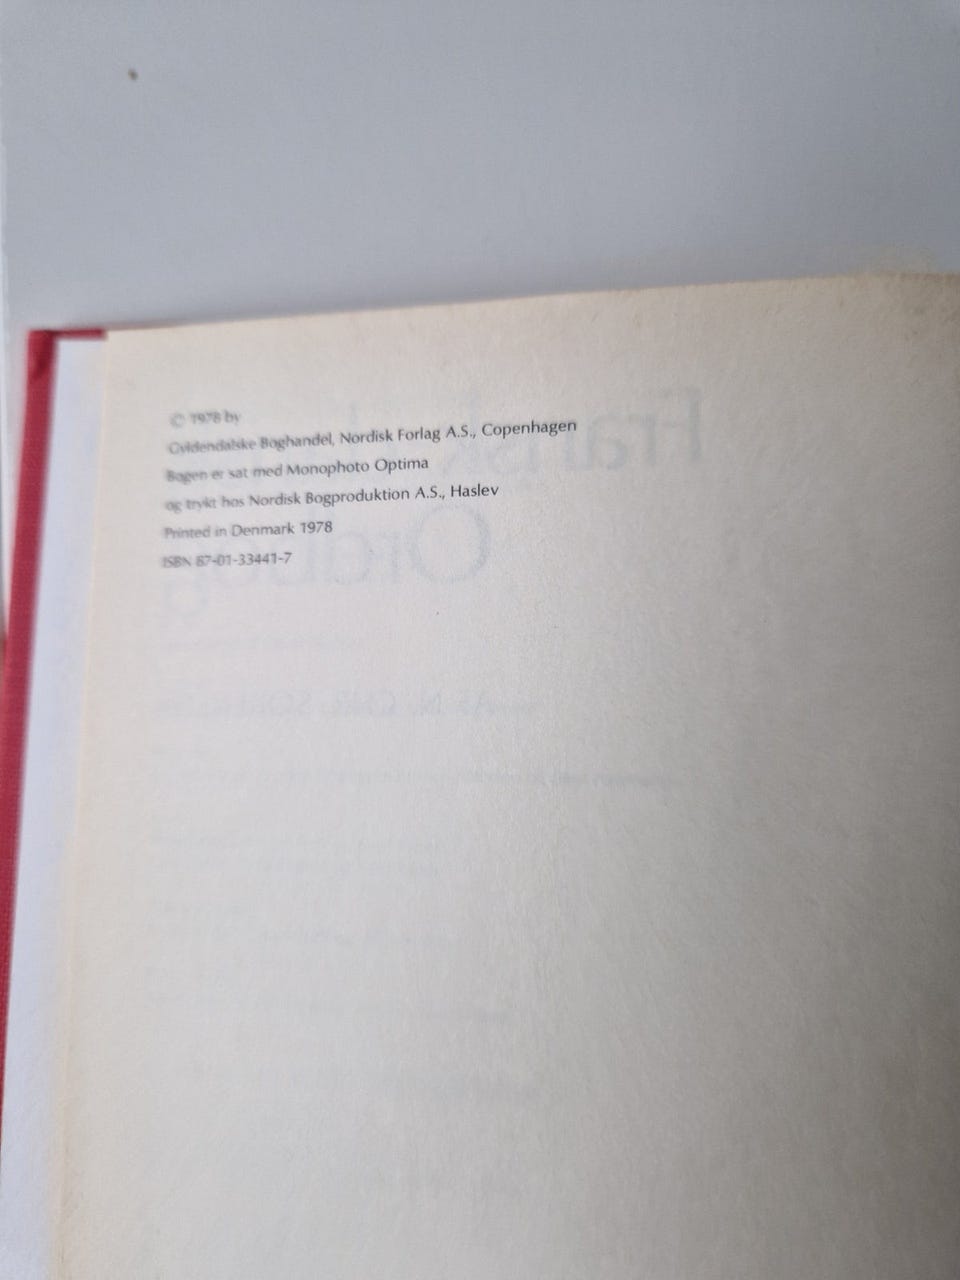 © 1978 by
Gyldendalske Boghandel, Nordisk Forlag A.S., Copenhagen
Bogen er sat med Monophoto Optima
og trykt hos Nordisk Bogproduktion A.S., Haslev
Printed in Denmark 1978
ISBN 87-01-33441-7